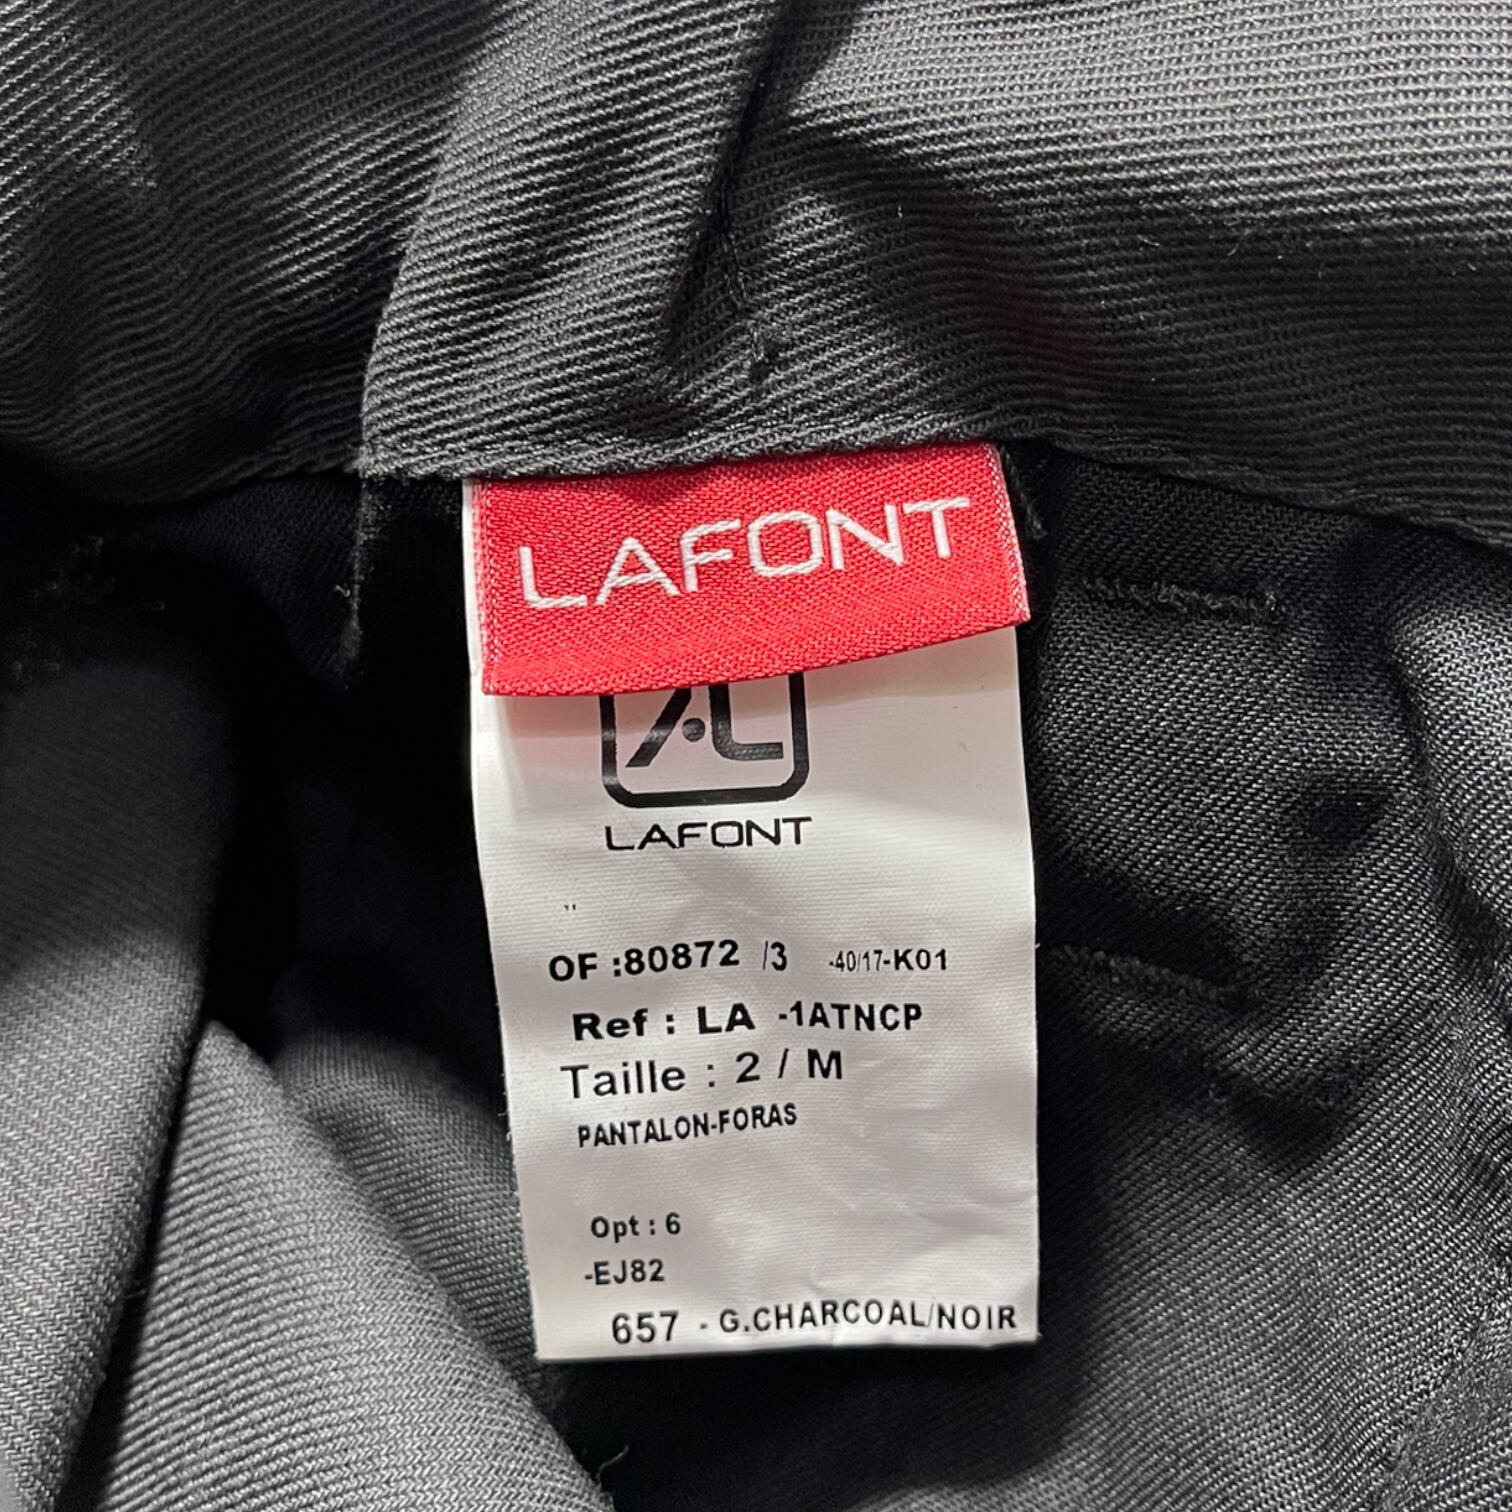 LAFONT
LAFONT
OF :80872 /3 -40/17-K01
Ref : LA -1ATNCP
Taille : 2 / M
PANTALON-FORAS
Opt : 6
-EJ82
657 - G.CHARCOAL/NOIR